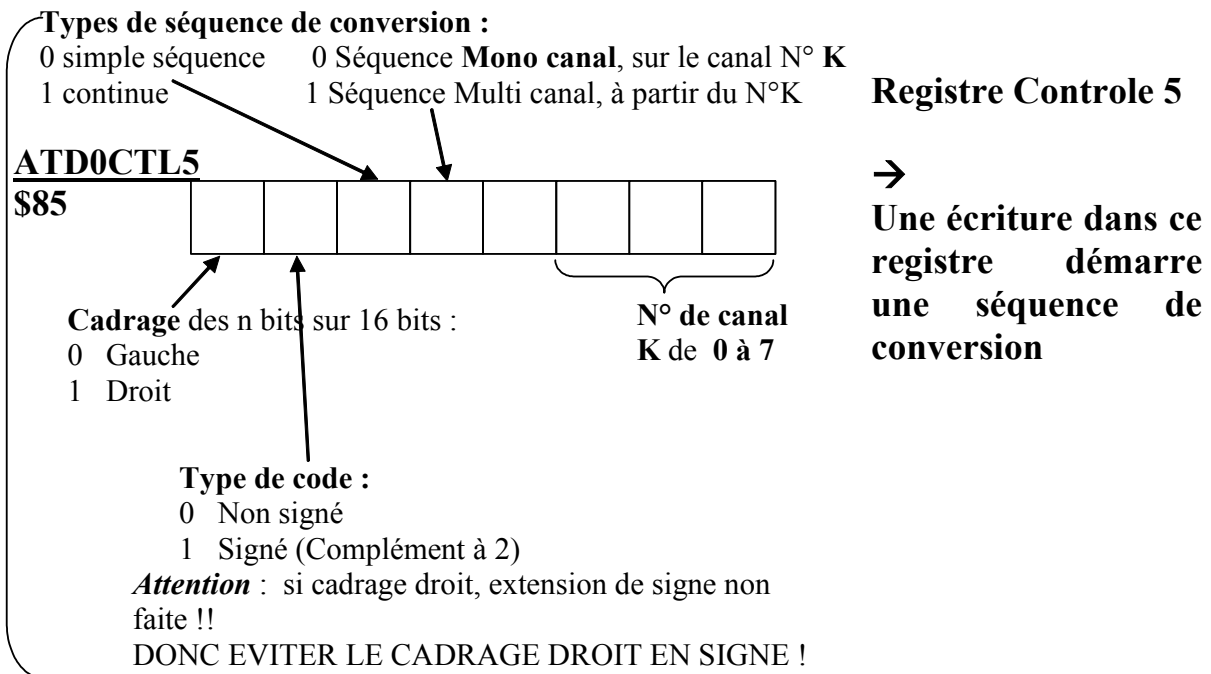 Types de séquence de conversion :
0 simple séquence 0 Séquence Mono canal, sur le canal N° K
1 continue 1 Séquence Multi canal, à partir du N°K
Registre Controle 5
ATD0CTL5
$85
→
Une écriture dans ce
registre démarre
une séquence de
conversion
Cadrage des n bits sur 16 bits :
0 Gauche
1 Droit
N° de canal
K de 0 à 7
Type de code :
0 Non signé
1 Signé (Complément à 2)
Attention : si cadrage droit, extension de signe non
faite !!
DONC EVITER LE CADRAGE DROIT EN SIGNE !